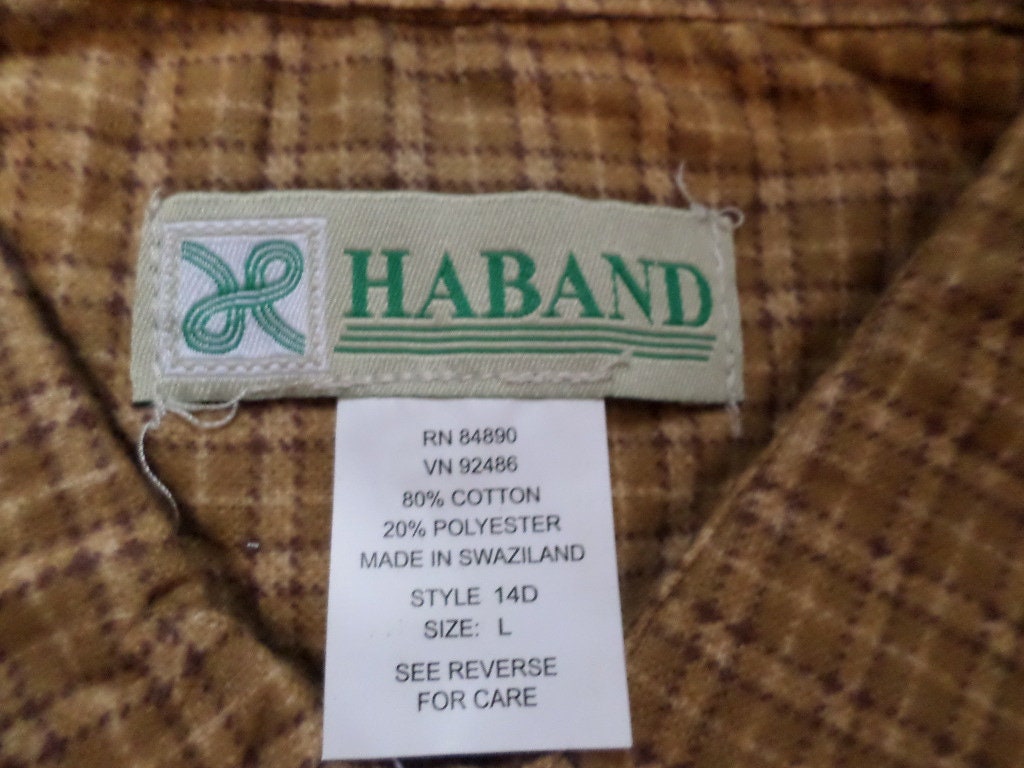 HABAND
RN 84890
VN 92486
80% COTTON
20% POLYESTER
MADE IN SWAZILAND
STYLE 14D
SIZE: L
SEE REVERSE
FOR CARE